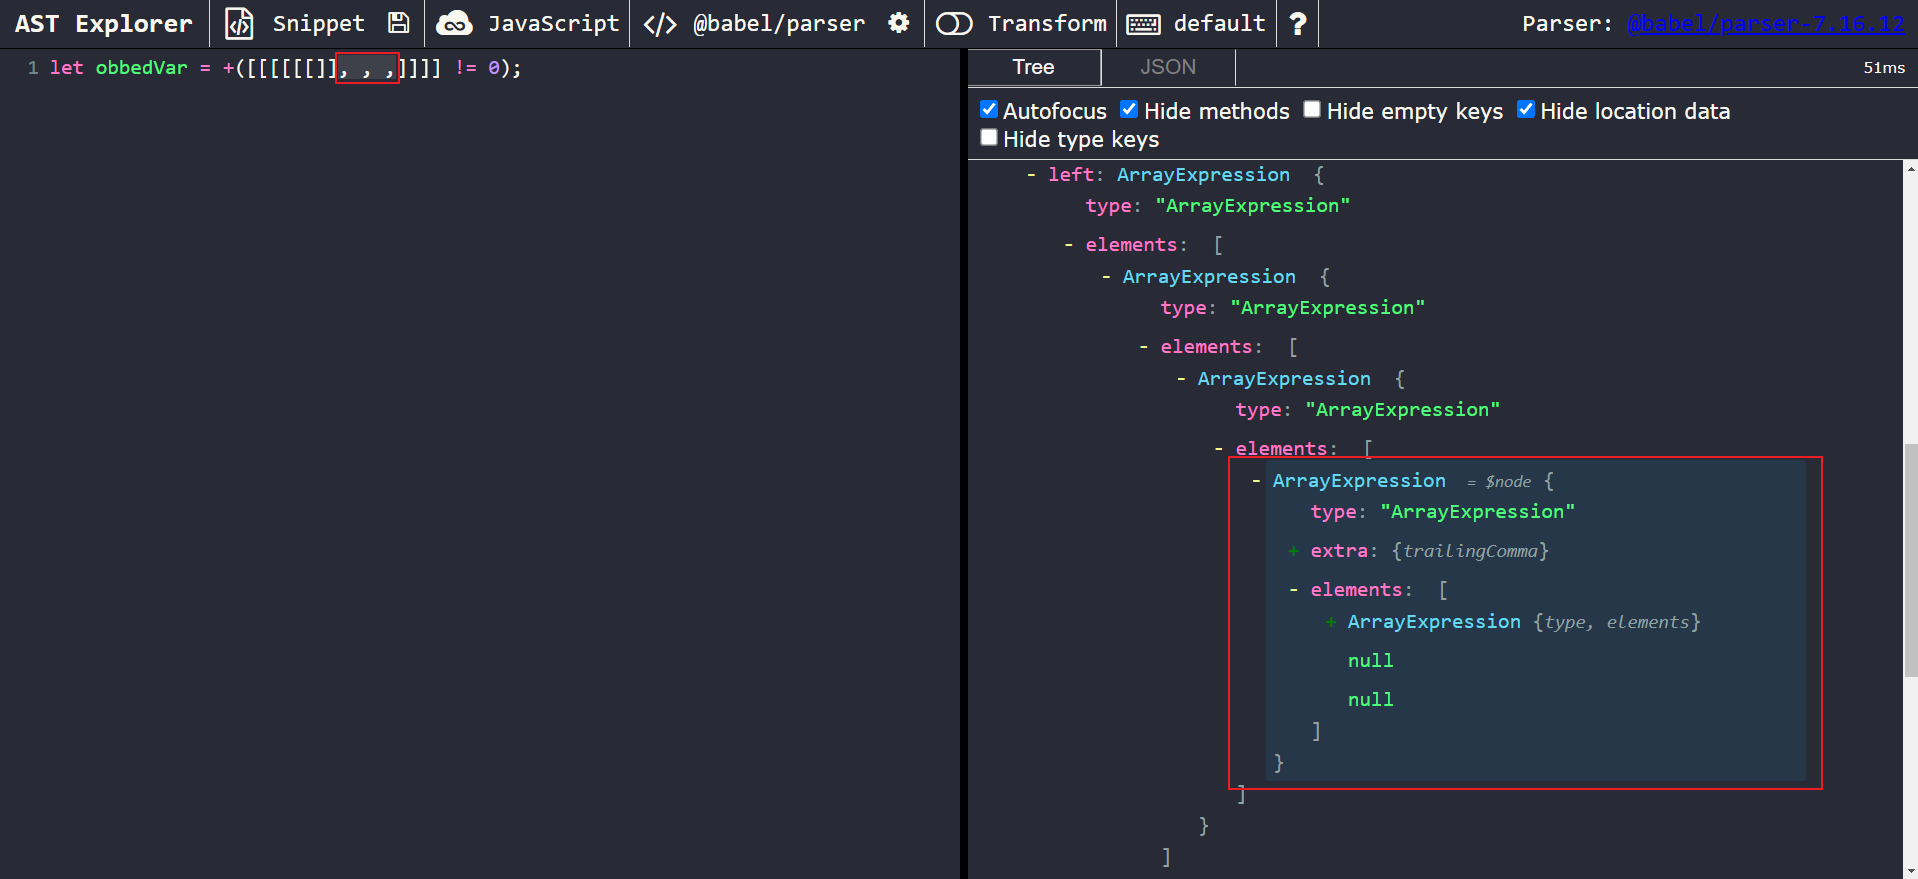 AST Explorer Snippet JavaScript </> @babel/parser Transform default ? Parser: @babel/parser-7.16.12
1 let obbedVar = +([[[[[[]], , ,]]]] != 0);
Tree JSON 51ms
Autofocus Hide methods Hide empty keys Hide location data
Hide type keys
- left: ArrayExpression {
type: "ArrayExpression"
- elements: [
- ArrayExpression {
type: "ArrayExpression"
- elements: [
- ArrayExpression {
type: "ArrayExpression"
- elements: [
- ArrayExpression = $node {
type: "ArrayExpression"
+ extra: {trailingComma}
- elements: [
+ ArrayExpression {type, elements}
null
null
]
}
]
}
]